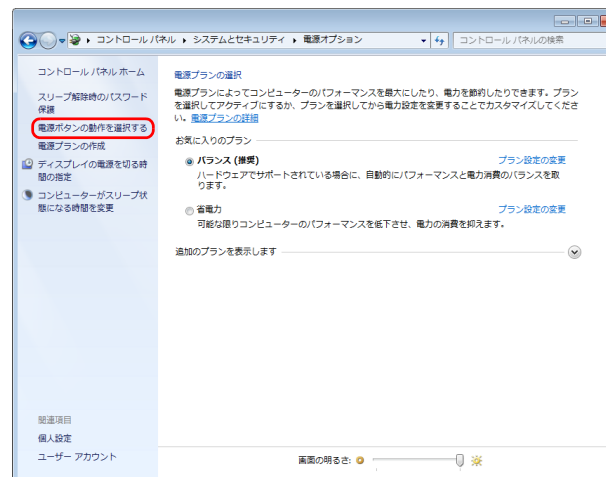 コントロール パネル ▸ システムとセキュリティ ▸ 電源オプション
コントロール パネルの検索
コントロール パネル ホーム
スリープ解除時のパスワード
保護
電源ボタンの動作を選択する
電源プランの作成
ディスプレイの電源を切る時
間の指定
コンピューターがスリープ状
態になる時間を変更
電源プランの選択
電源プランによってコンピューターのパフォーマンスを最大にしたり、電力を節約したりできます。プラン
を選択してアクティブにするか、プランを選択してから電力設定を変更することでカスタマイズしてくださ
い。電源プランの詳細
お気に入りのプラン
バランス (推奨) プラン設定の変更
ハードウェアでサポートされている場合に、自動的にパフォーマンスと電力消費のバランスを取
ります。
省電力 プラン設定の変更
可能な限りコンピューターのパフォーマンスを低下させ、電力の消費を抑えます。
追加のプランを表示します
関連項目
個人設定
ユーザー アカウント
画面の明るさ: